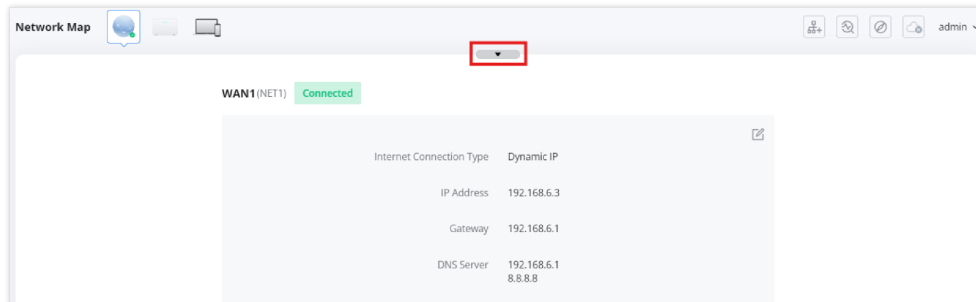 Network Map admin
WAN1 (NET1) Connected
Internet Connection Type Dynamic IP
IP Address 192.168.6.3
Gateway 192.168.6.1
DNS Server 192.168.6.1
8.8.8.8